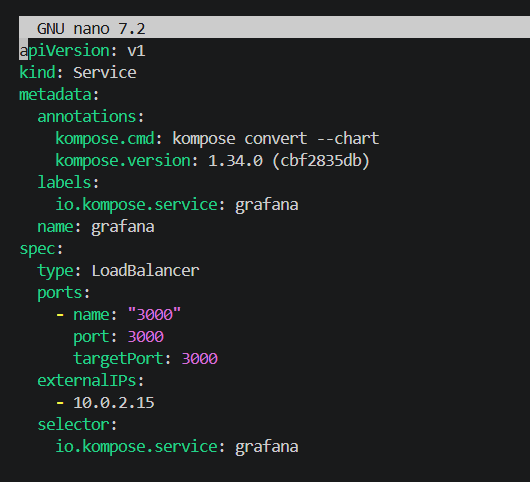 GNU nano 7.2
apiVersion: v1
kind: Service
metadata:
  annotations:
    kompose.cmd: kompose convert --chart
    kompose.version: 1.34.0 (cbf2835db)
  labels:
    io.kompose.service: grafana
  name: grafana
spec:
  type: LoadBalancer
  ports:
    - name: "3000"
      port: 3000
      targetPort: 3000
  externalIPs:
    - 10.0.2.15
  selector:
    io.kompose.service: grafana